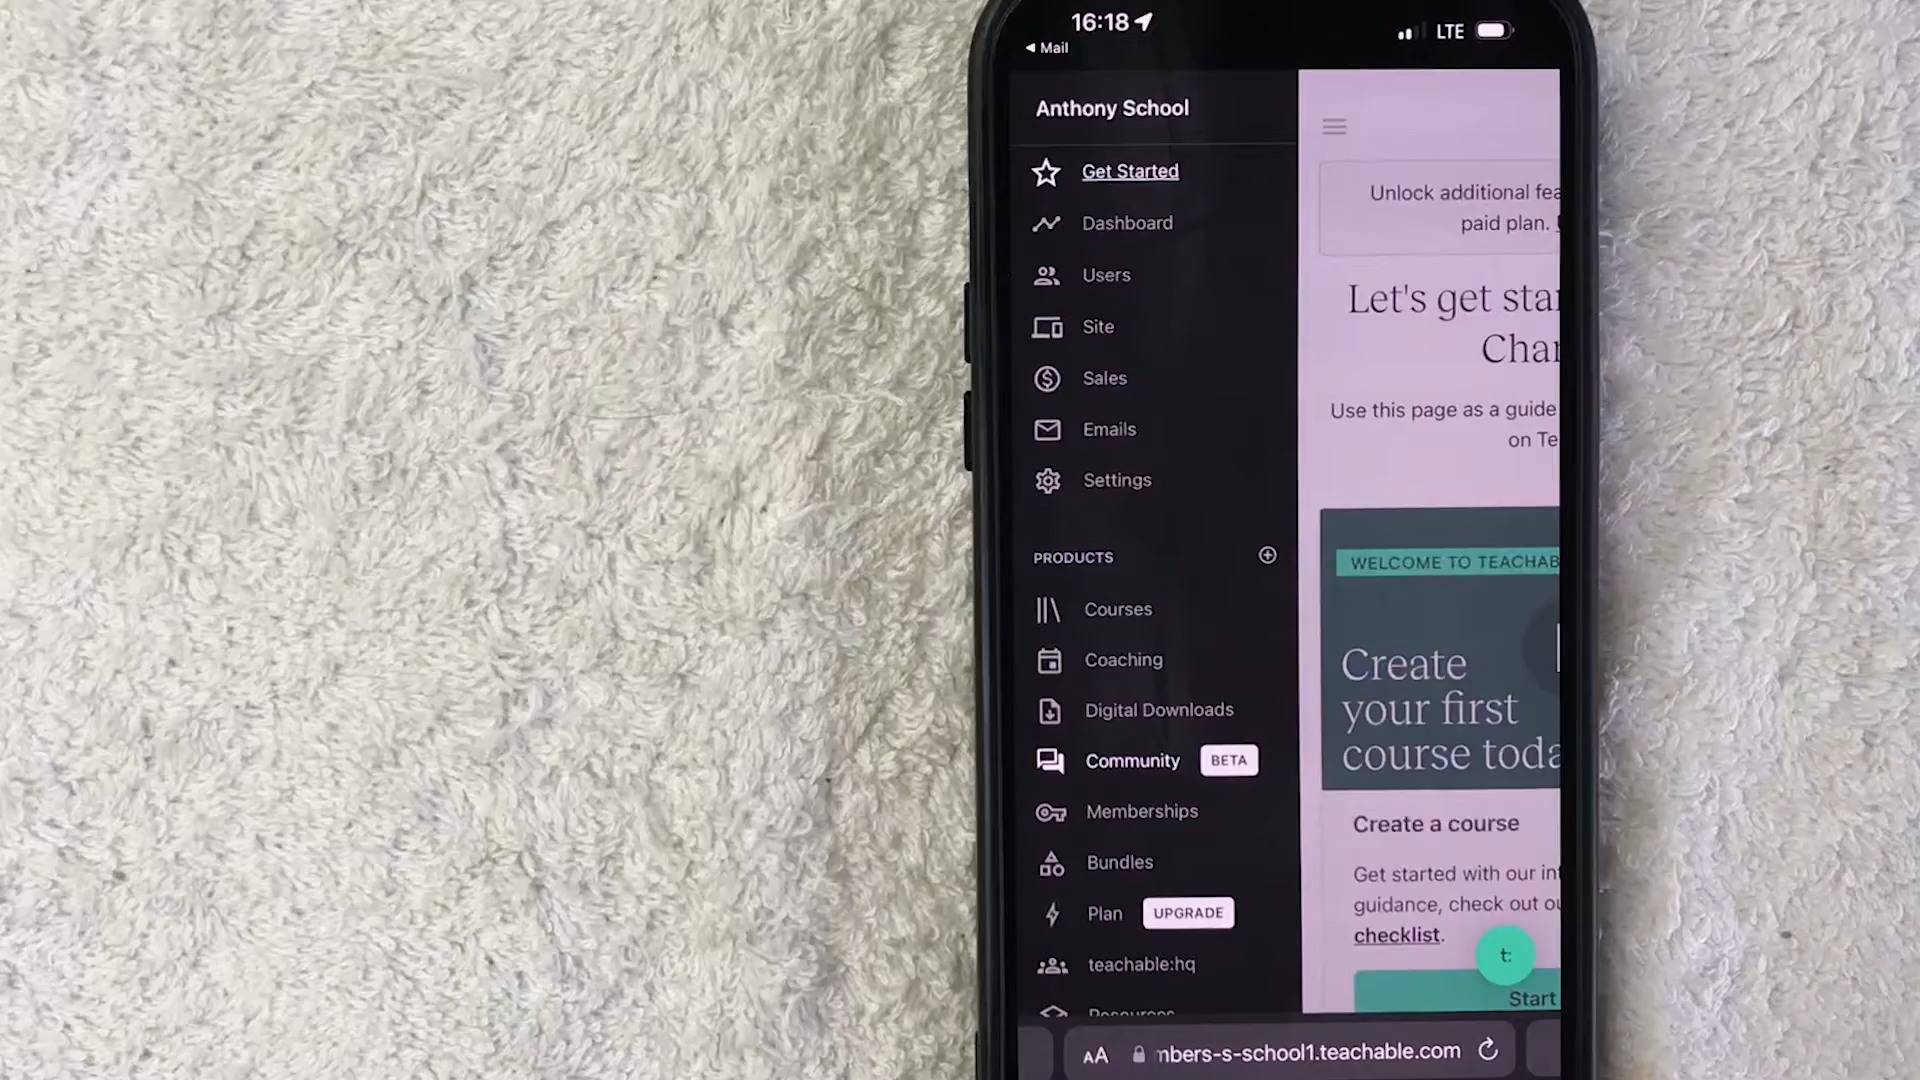 16:18
LTE
Mail
Anthony School
Get Started
Dashboard
Users
Site
Sales
Emails
Settings
PRODUCTS
Courses
Coaching
Digital Downloads
Community BETA
Memberships
Bundles
Plan UPGRADE
teachable:hq
Resources
Unlock additional fea
paid plan.
Let's get star
Char
Use this page as a guide
on Te
WELCOME TO TEACHAB
Create
your first
course toda
Create a course
Get started with our int
guidance, check out ou
checklist.
t:
Start
AA nbers-s-school1.teachable.com